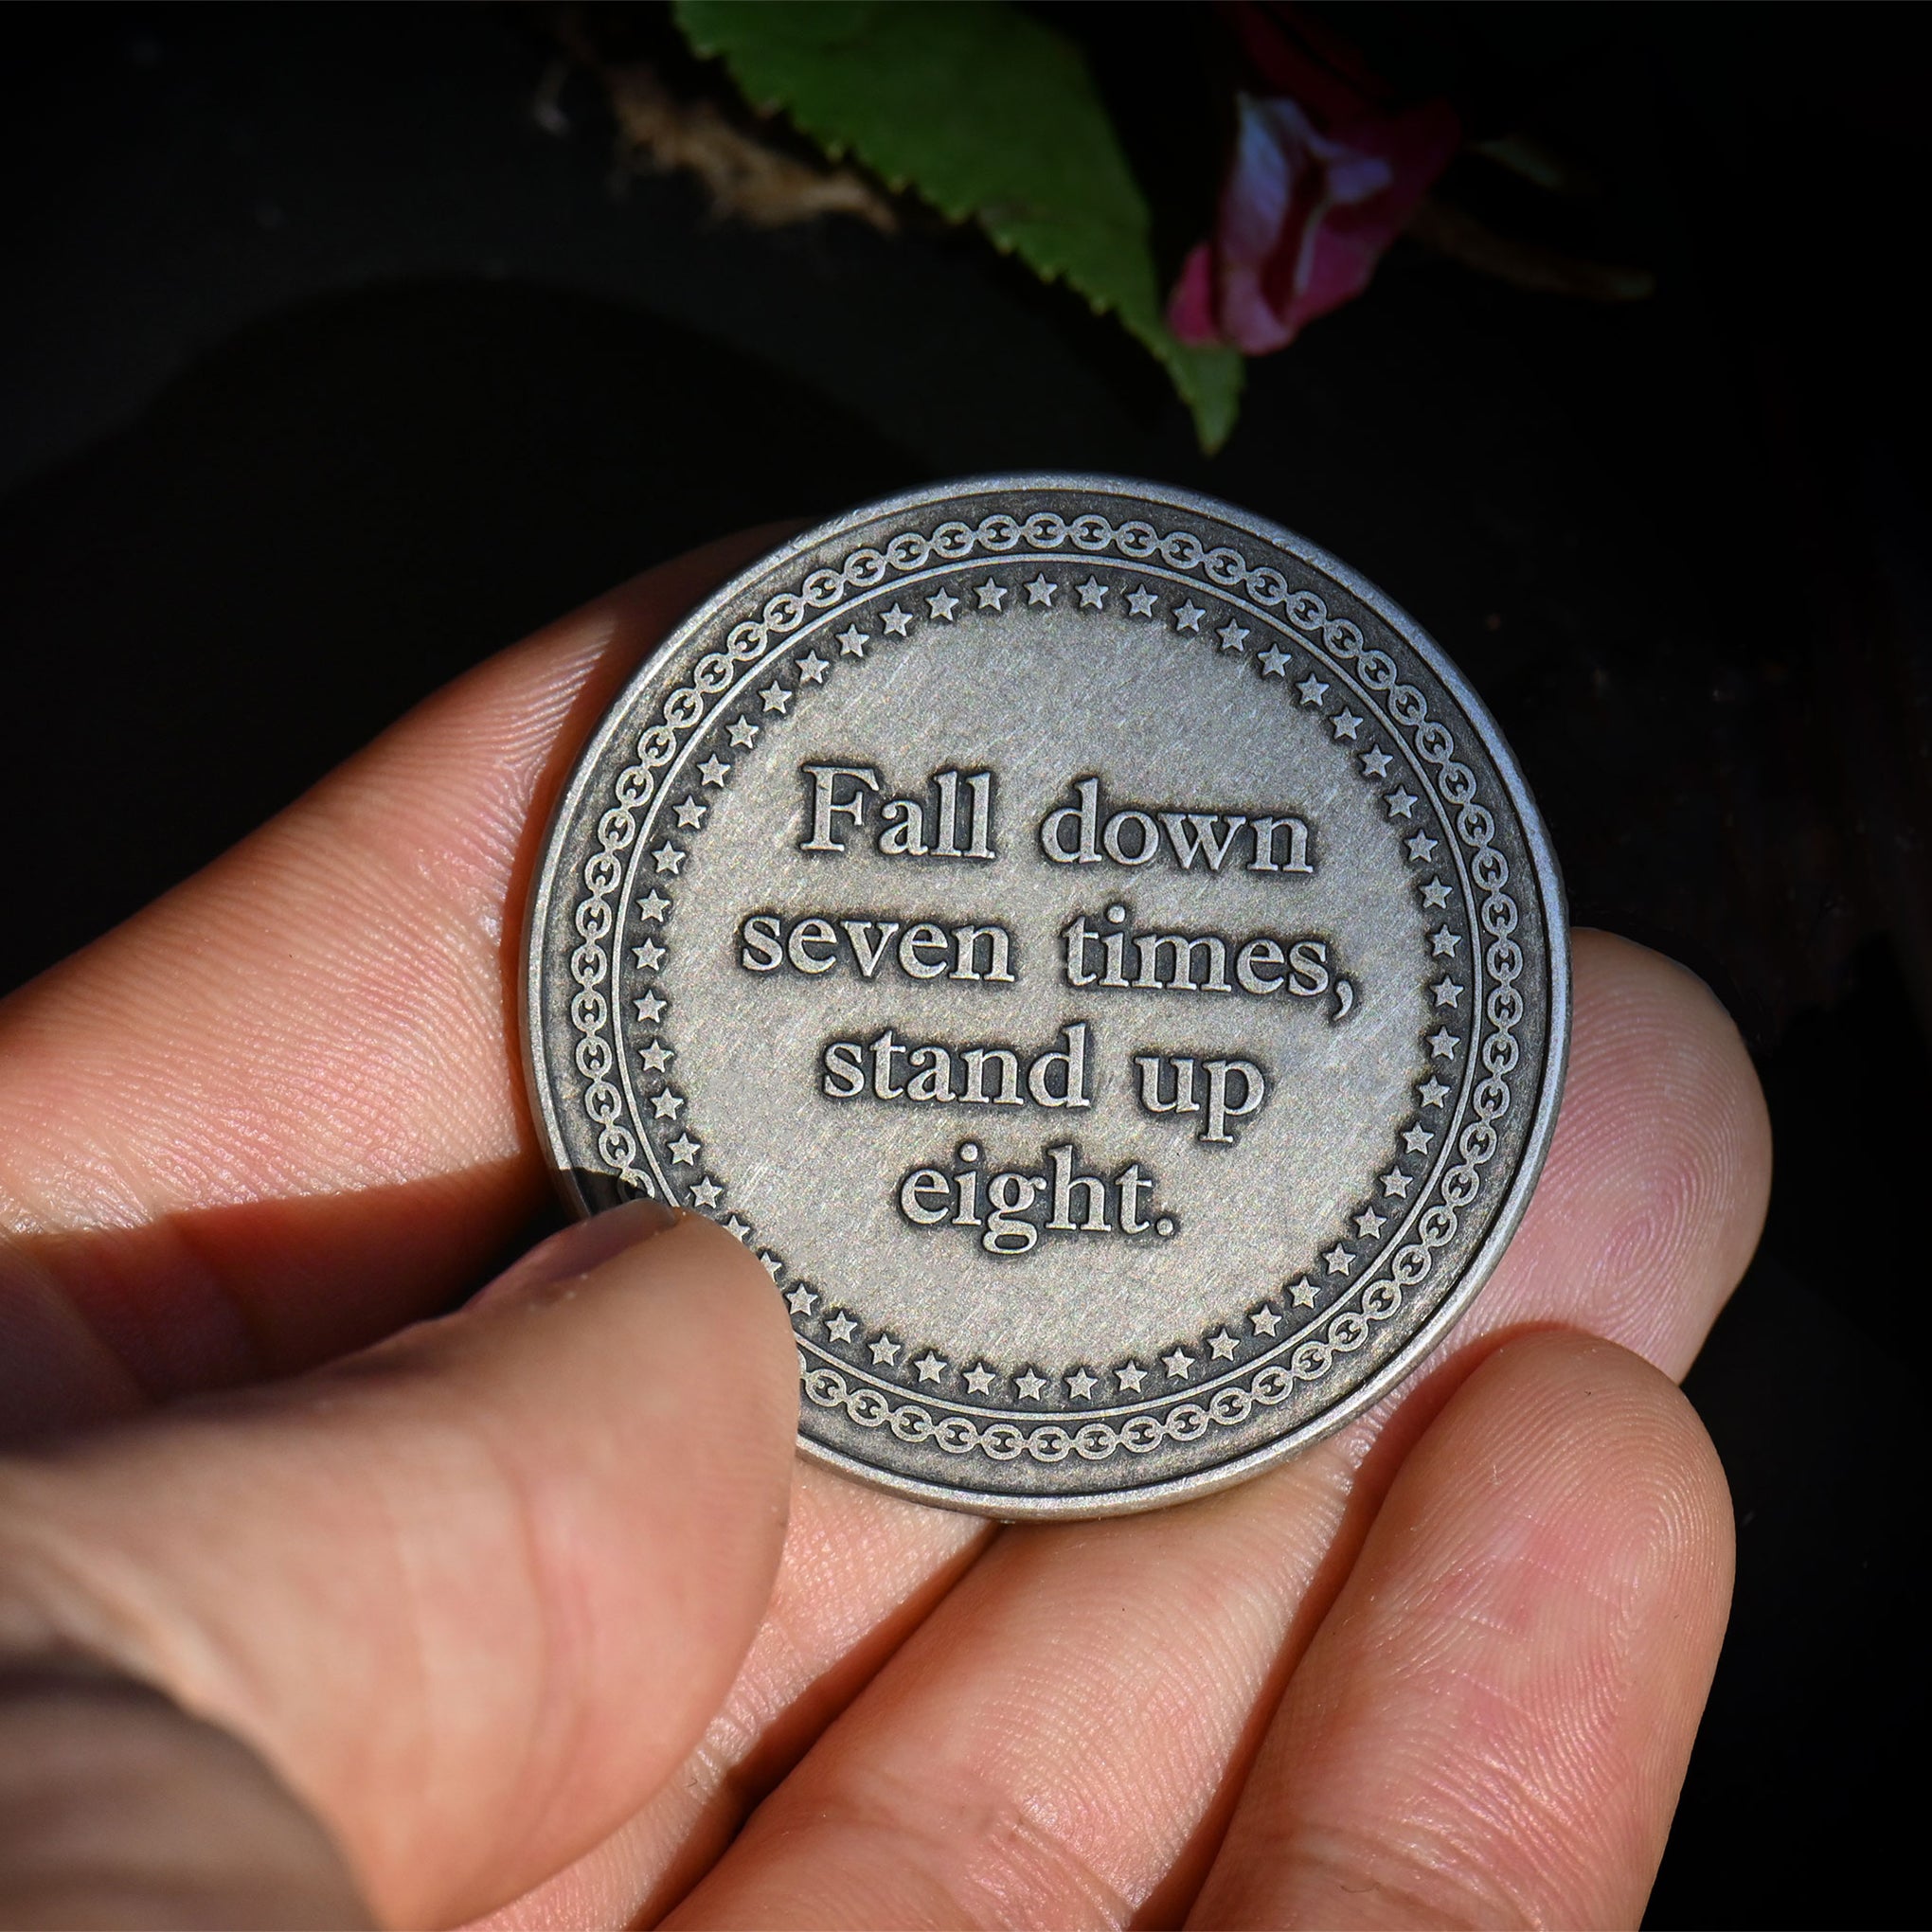 Fall down
seven times,
stand up
eight.